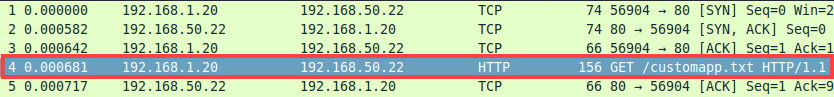 1 0.000000 192.168.1.20 192.168.50.22 TCP 74 56904 → 80 [SYN] Seq=0 Win=2
2 0.000582 192.168.50.22 192.168.1.20 TCP 74 80 → 56904 [SYN, ACK] Seq=0
3 0.000642 192.168.1.20 192.168.50.22 TCP 66 56904 → 80 [ACK] Seq=1 Ack=1
4 0.000681 192.168.1.20 192.168.50.22 HTTP 156 GET /customapp.txt HTTP/1.1
5 0.000717 192.168.50.22 192.168.1.20 TCP 66 80 → 56904 [ACK] Seq=1 Ack=9